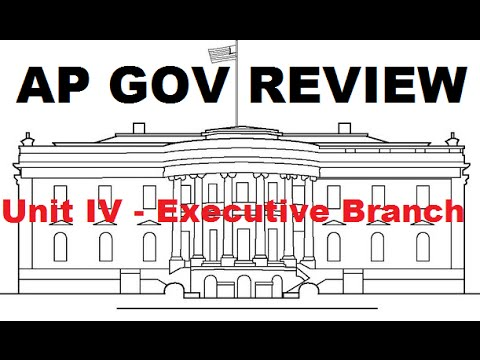 AP GOV REVIEW
Unit IV - Executive Branch